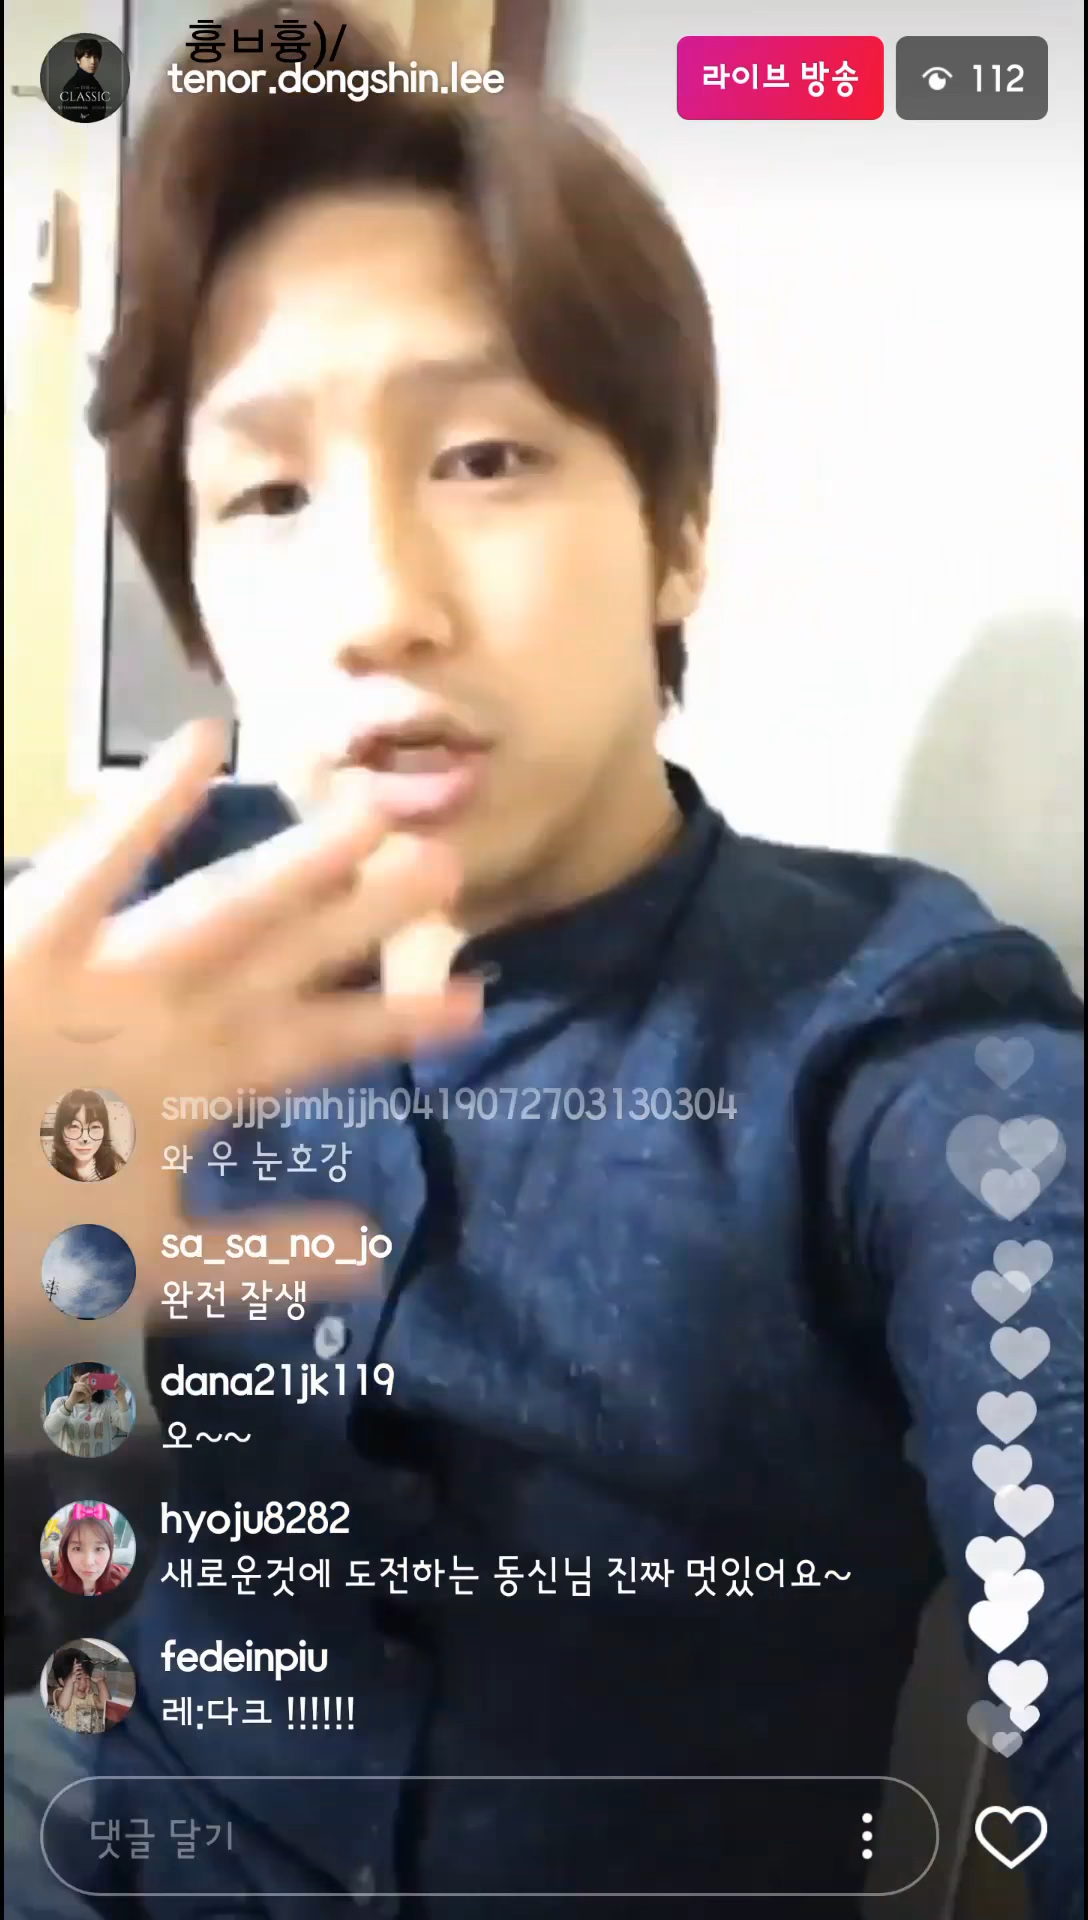 흉ㅂ흉)/
tenor.dongshin.lee
라이브 방송
112
CLASSIC
smojjpjmhjjh0419072703130304
와 우 눈호강
sa_sa_no_jo
완전 잘생
dana21jk119
오~~
hyoju8282
새로운것에 도전하는 동신님 진짜 멋있어요~
fedeinpiu
레:다크 !!!!!!
댓글 달기